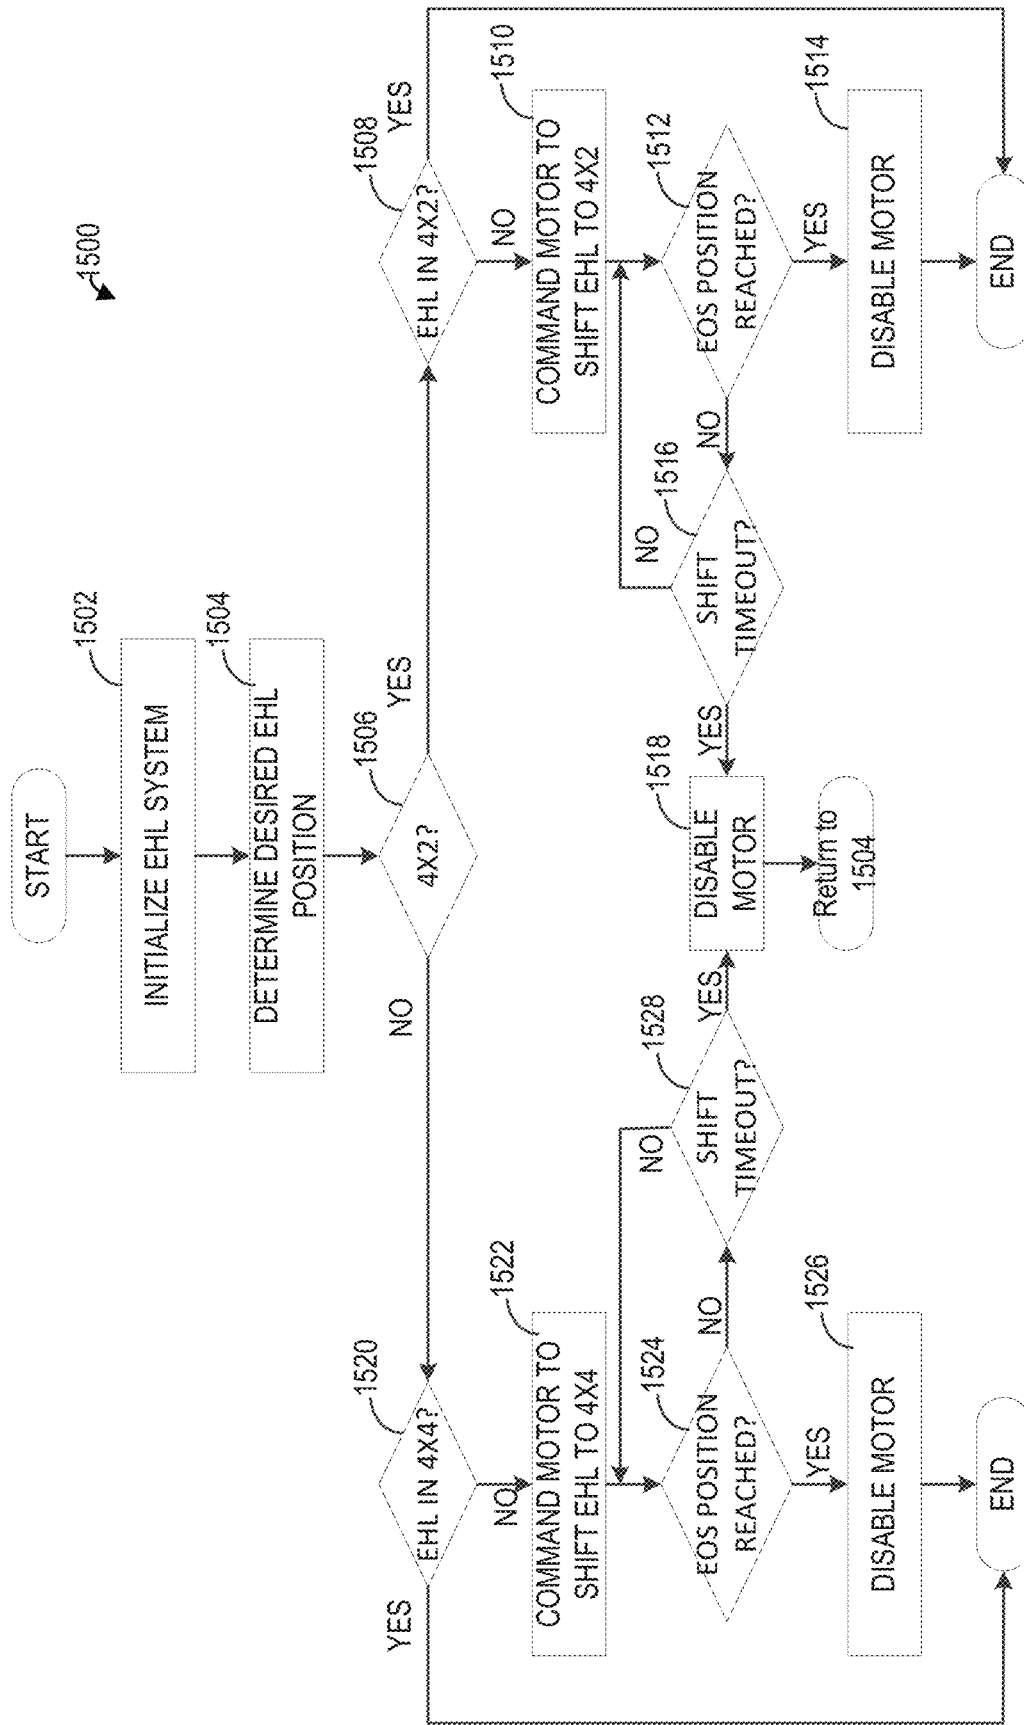 1500
START
INITIALIZE EHL SYSTEM
1502
DETERMINE DESIRED EHL
POSITION
1504
4X2?
1506
NO
YES
EHL IN 4X4?
1520
YES
NO
EHL IN 4X2?
1508
YES
NO
COMMAND MOTOR TO
SHIFT EHL TO 4X4
1522
COMMAND MOTOR TO
SHIFT EHL TO 4X2
1510
EOS POSITION
REACHED?
1524
NO
YES
SHIFT
TIMEOUT?
1528
NO
YES
DISABLE
MOTOR
1518
Return to
1504
SHIFT
TIMEOUT?
1516
NO
YES
EOS POSITION
REACHED?
1512
NO
YES
DISABLE MOTOR
1526
DISABLE MOTOR
1514
END
END